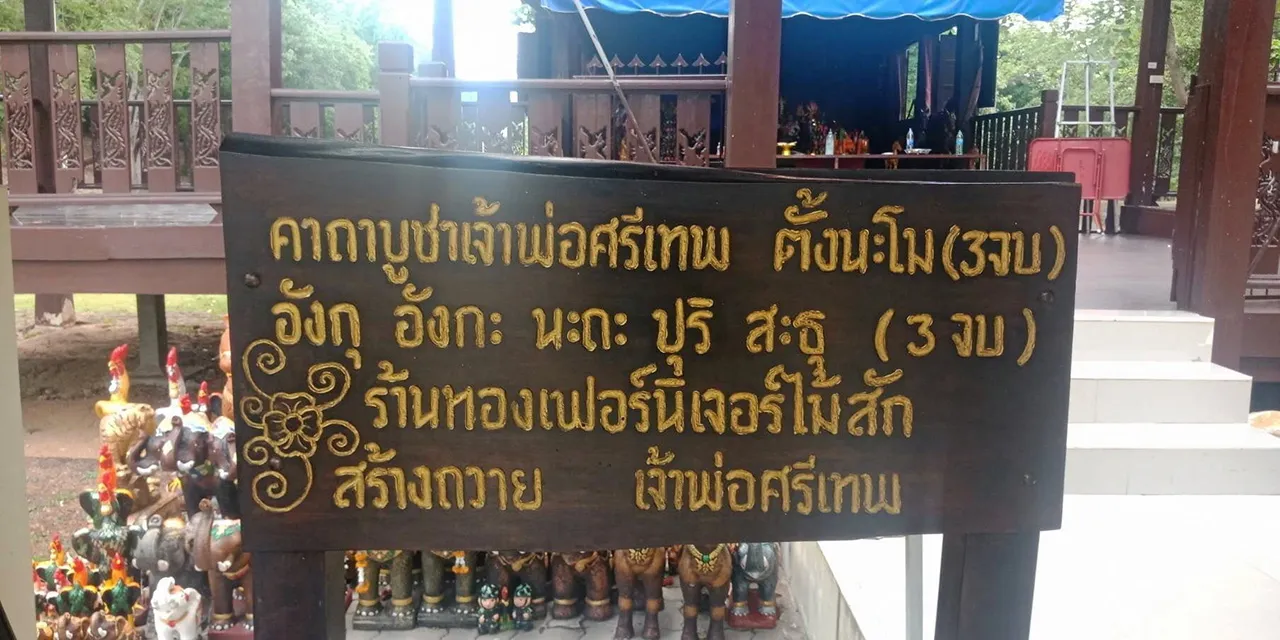 คาถาบูชาเจ้าพ่อศรีเทพ ตั้งนะโม (3จบ)
อังกุ อังกะ นะถะ ปุริ สะธุ (3 จบ)
ร้านทองเฟอร์นิเจอร์ไม้สัก
สร้างถวาย เจ้าพ่อศรีเทพ